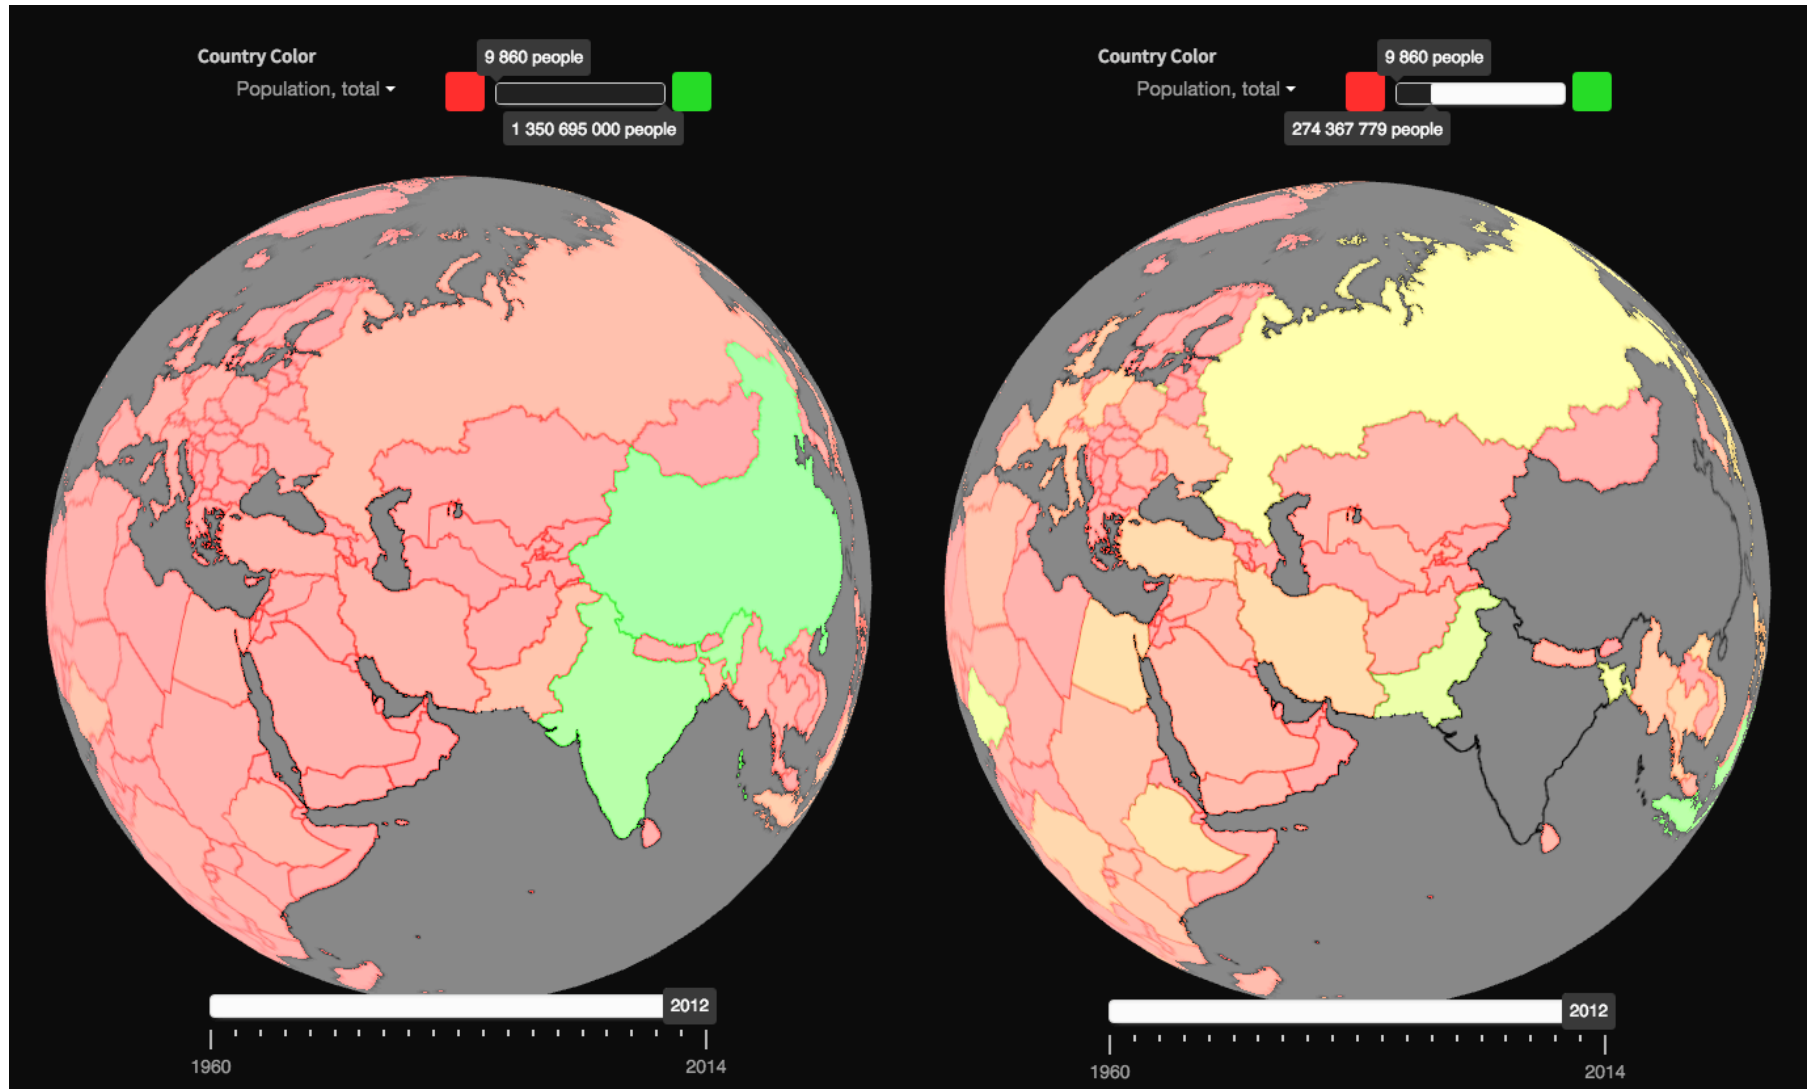 Country Color
9 860 people
Population, total
1 350 695 000 people
2012
1960
2014
Country Color
9 860 people
Population, total
274 367 779 people
2012
1960
2014